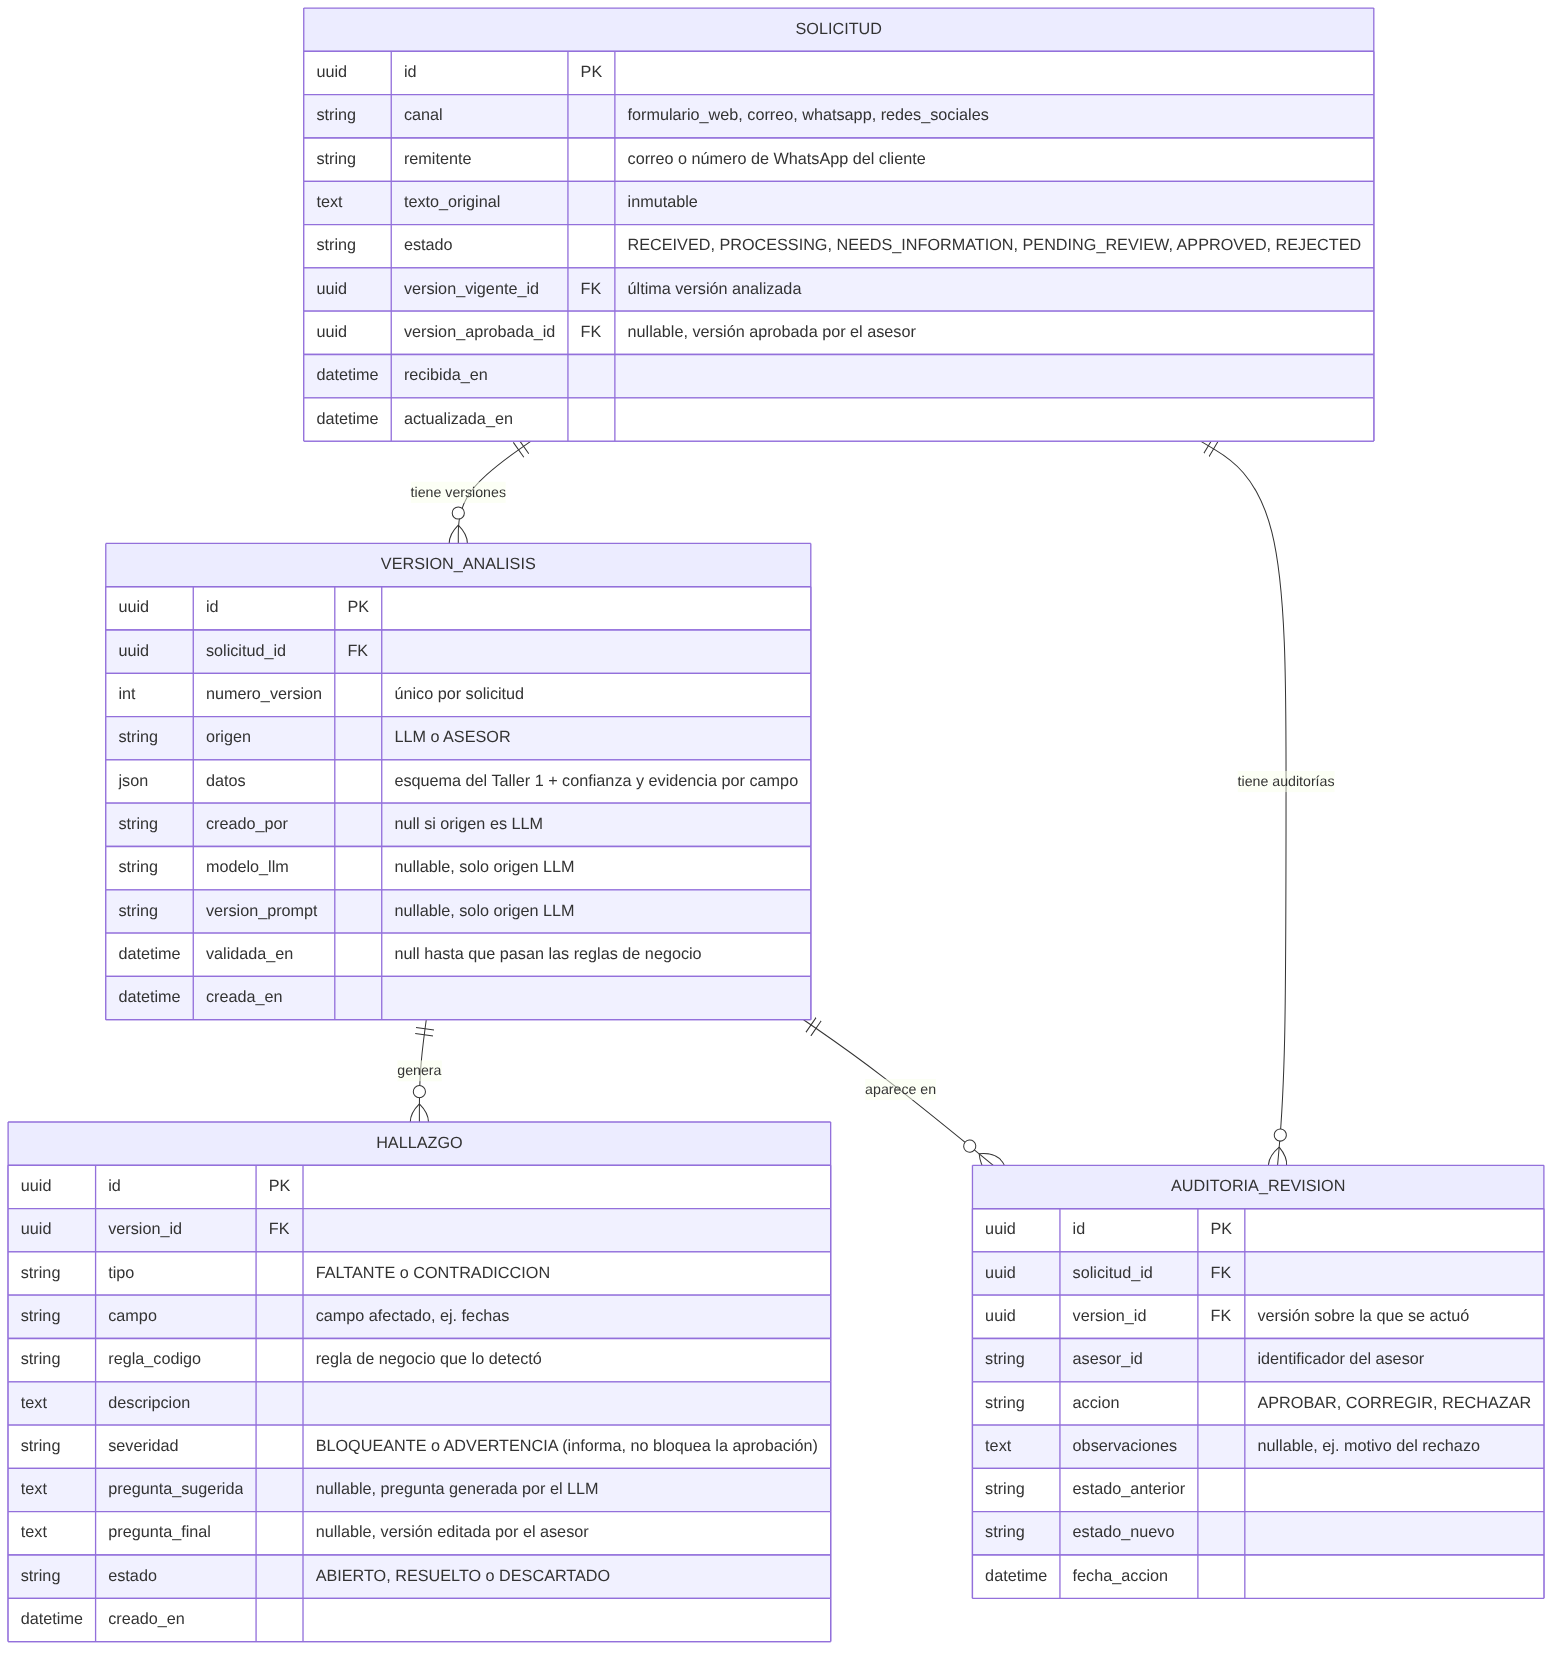 SOLICITUD
uuid id PK
string canal formulario_web, correo, whatsapp, redes_sociales
string remitente correo o número de WhatsApp del cliente
text texto_original inmutable
string estado RECEIVED, PROCESSING, NEEDS_INFORMATION, PENDING_REVIEW, APPROVED, REJECTED
uuid version_vigente_id FK última versión analizada
uuid version_aprobada_id FK nullable, versión aprobada por el asesor
datetime recibida_en
datetime actualizada_en
tiene versiones
VERSION_ANALISIS
uuid id PK
uuid solicitud_id FK
int numero_version único por solicitud
string origen LLM o ASESOR
json datos esquema del Taller 1 + confianza y evidencia por campo
string creado_por null si origen es LLM
string modelo_llm nullable, solo origen LLM
string version_prompt nullable, solo origen LLM
datetime validada_en null hasta que pasan las reglas de negocio
datetime creada_en
tiene auditorías
genera
aparece en
HALLAZGO
uuid id PK
uuid version_id FK
string tipo FALTANTE o CONTRADICCION
string campo campo afectado, ej. fechas
string regla_codigo regla de negocio que lo detectó
text descripcion
string severidad BLOQUEANTE o ADVERTENCIA (informa, no bloquea la aprobación)
text pregunta_sugerida nullable, pregunta generada por el LLM
text pregunta_final nullable, versión editada por el asesor
string estado ABIERTO, RESUELTO o DESCARTADO
datetime creado_en
AUDITORIA_REVISION
uuid id PK
uuid solicitud_id FK
uuid version_id FK versión sobre la que se actuó
string asesor_id identificador del asesor
string accion APROBAR, CORREGIR, RECHAZAR
text observaciones nullable, ej. motivo del rechazo
string estado_anterior
string estado_nuevo
datetime fecha_accion